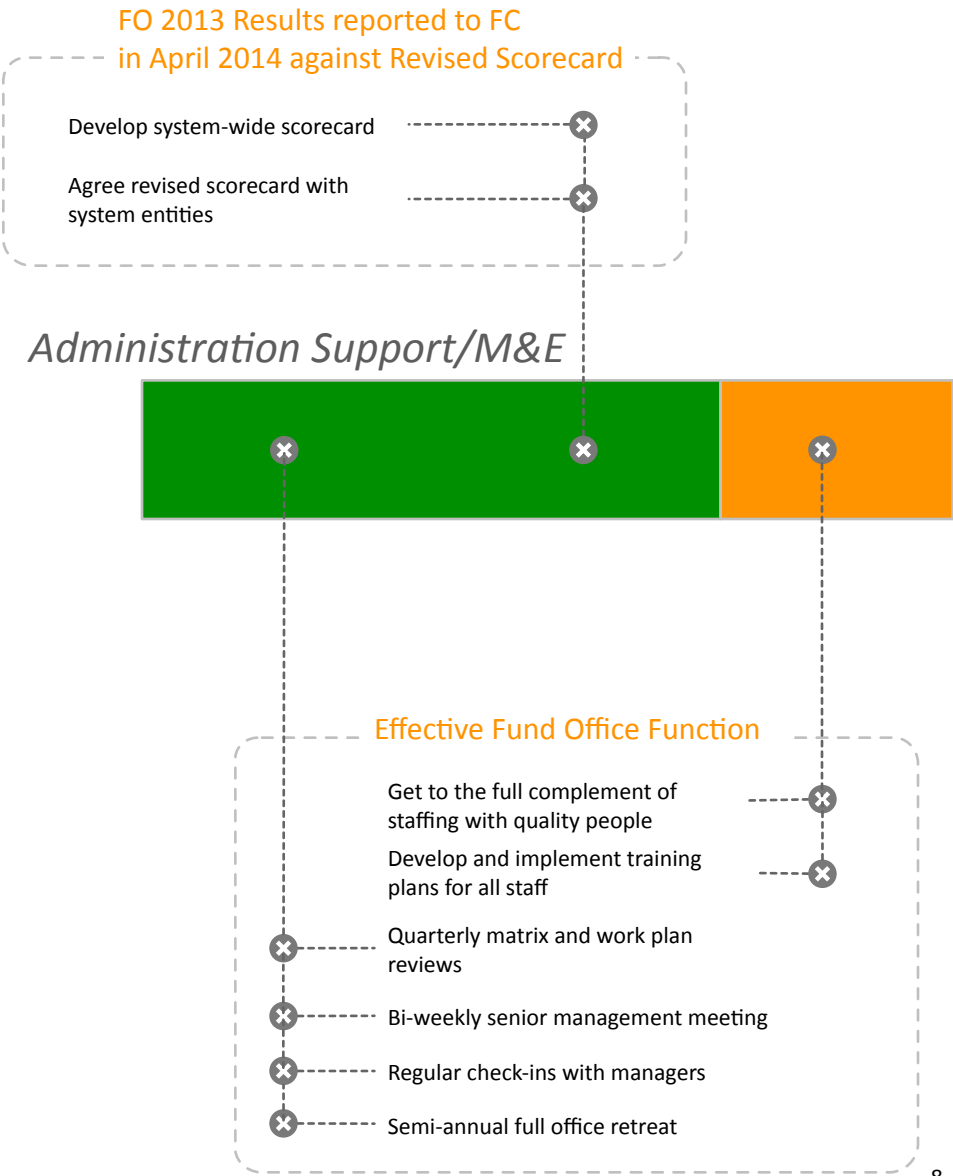 FO 2013 Results reported to FC
in April 2014 against Revised Scorecard
Develop system-wide scorecard
Agree revised scorecard with
system entities
Administration Support/M&E
Effective Fund Office Function
Get to the full complement of
staffing with quality people
Develop and implement training
plans for all staff
Quarterly matrix and work plan
reviews
Bi-weekly senior management meeting
Regular check-ins with managers
Semi-annual full office retreat